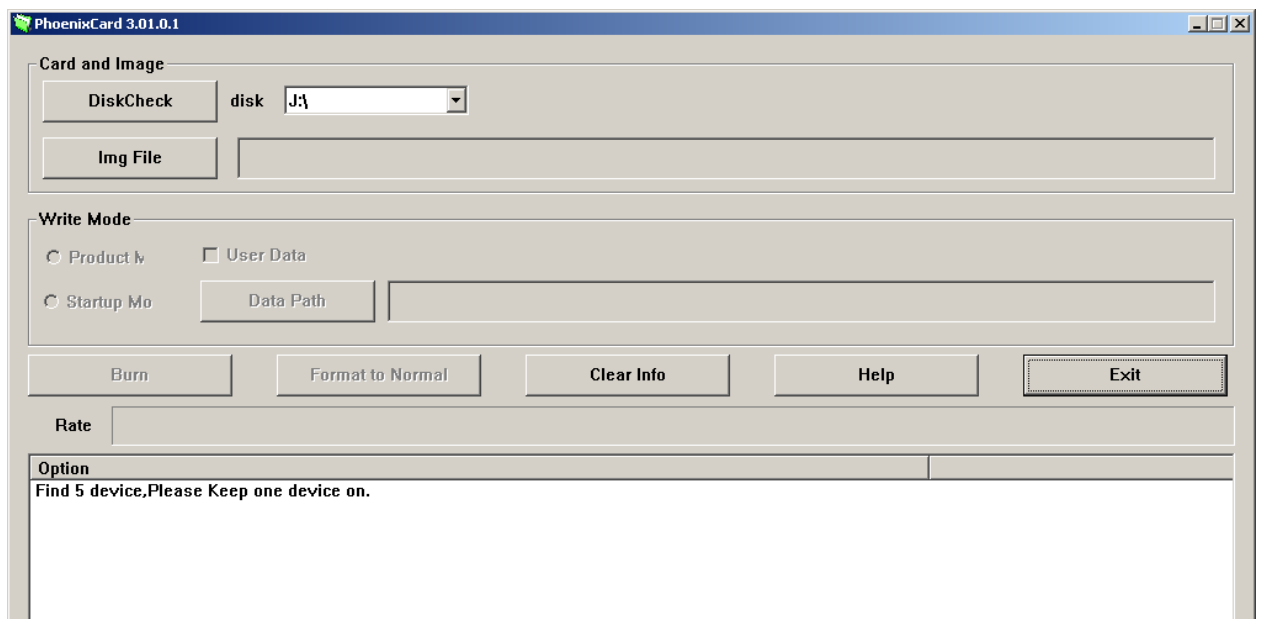 PhoenixCard 3.01.0.1
Card and Image
DiskCheck disk J:\
Img File
Write Mode
Product M User Data
Startup Mo Data Path
Burn Format to Normal Clear Info Help Exit
Rate
Option
Find 5 device,Please Keep one device on.